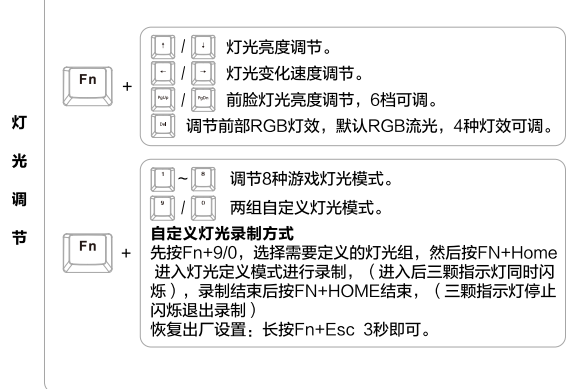 灯光调节
Fn
+
↑ / ↓ 灯光亮度调节。
← / → 灯光变化速度调节。
PgUp / PgDn 前脸灯光亮度调节，6档可调。
Del 调节前部RGB灯效，默认RGB流光，4种灯效可调。
Fn
+
1 ~ 8 调节8种游戏灯光模式。
9 / 0 两组自定义灯光模式。
自定义灯光录制方式
先按Fn+9/0，选择需要定义的灯光组，然后按FN+Home
进入灯光定义模式进行录制，（进入后三颗指示灯同时闪
烁），录制结束后按FN+HOME结束，（三颗指示灯停止
闪烁退出录制）
恢复出厂设置：长按Fn+Esc 3秒即可。